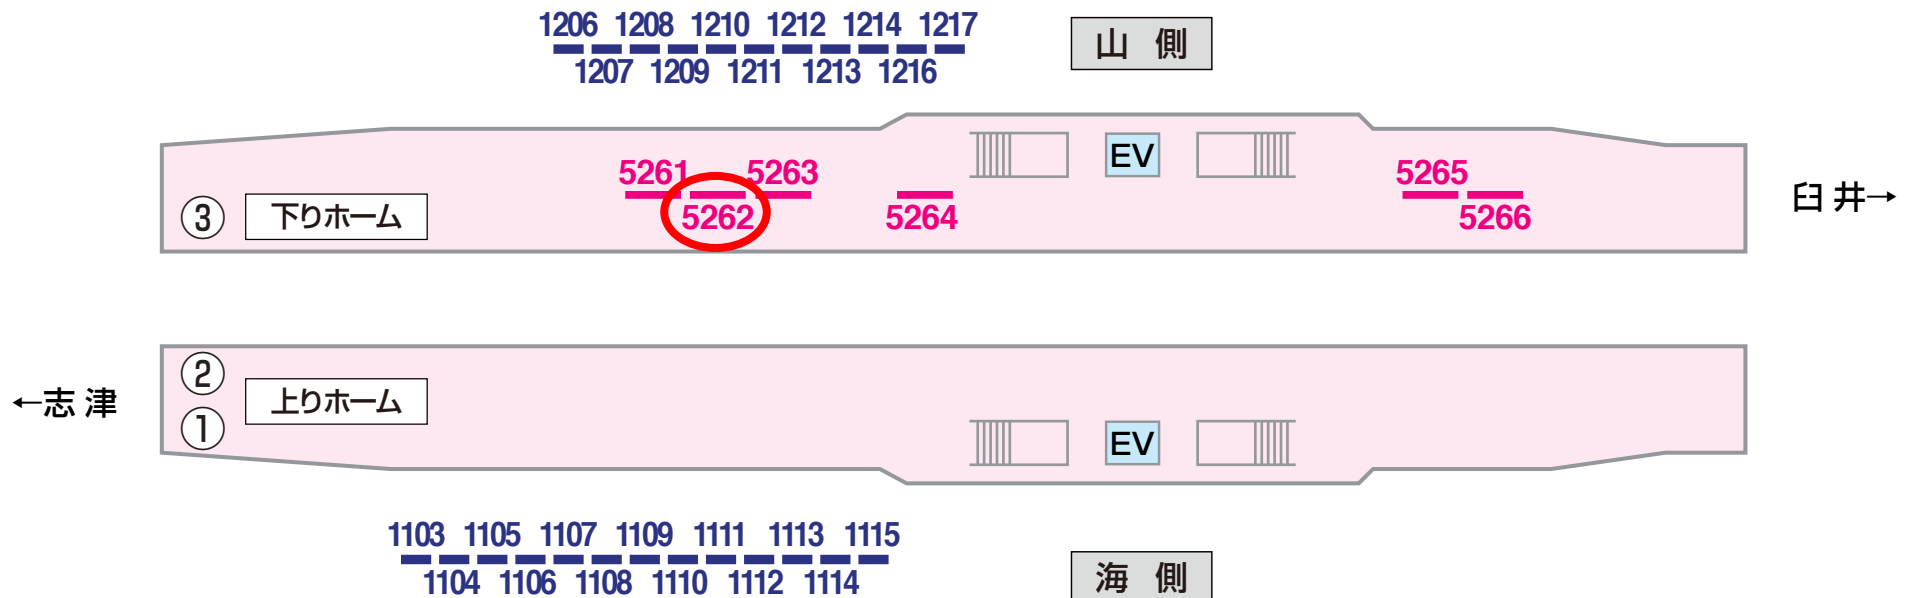 1206 1208 1210 1212 1214 1217
1207 1209 1211 1213 1216
山 側
EV
5261 5263 5265
5262 5264 5266
③ 下りホーム
臼 井→
② 上りホーム
①
←志 津
EV
1103 1105 1107 1109 1111 1113 1115
1104 1106 1108 1110 1112 1114
海 側